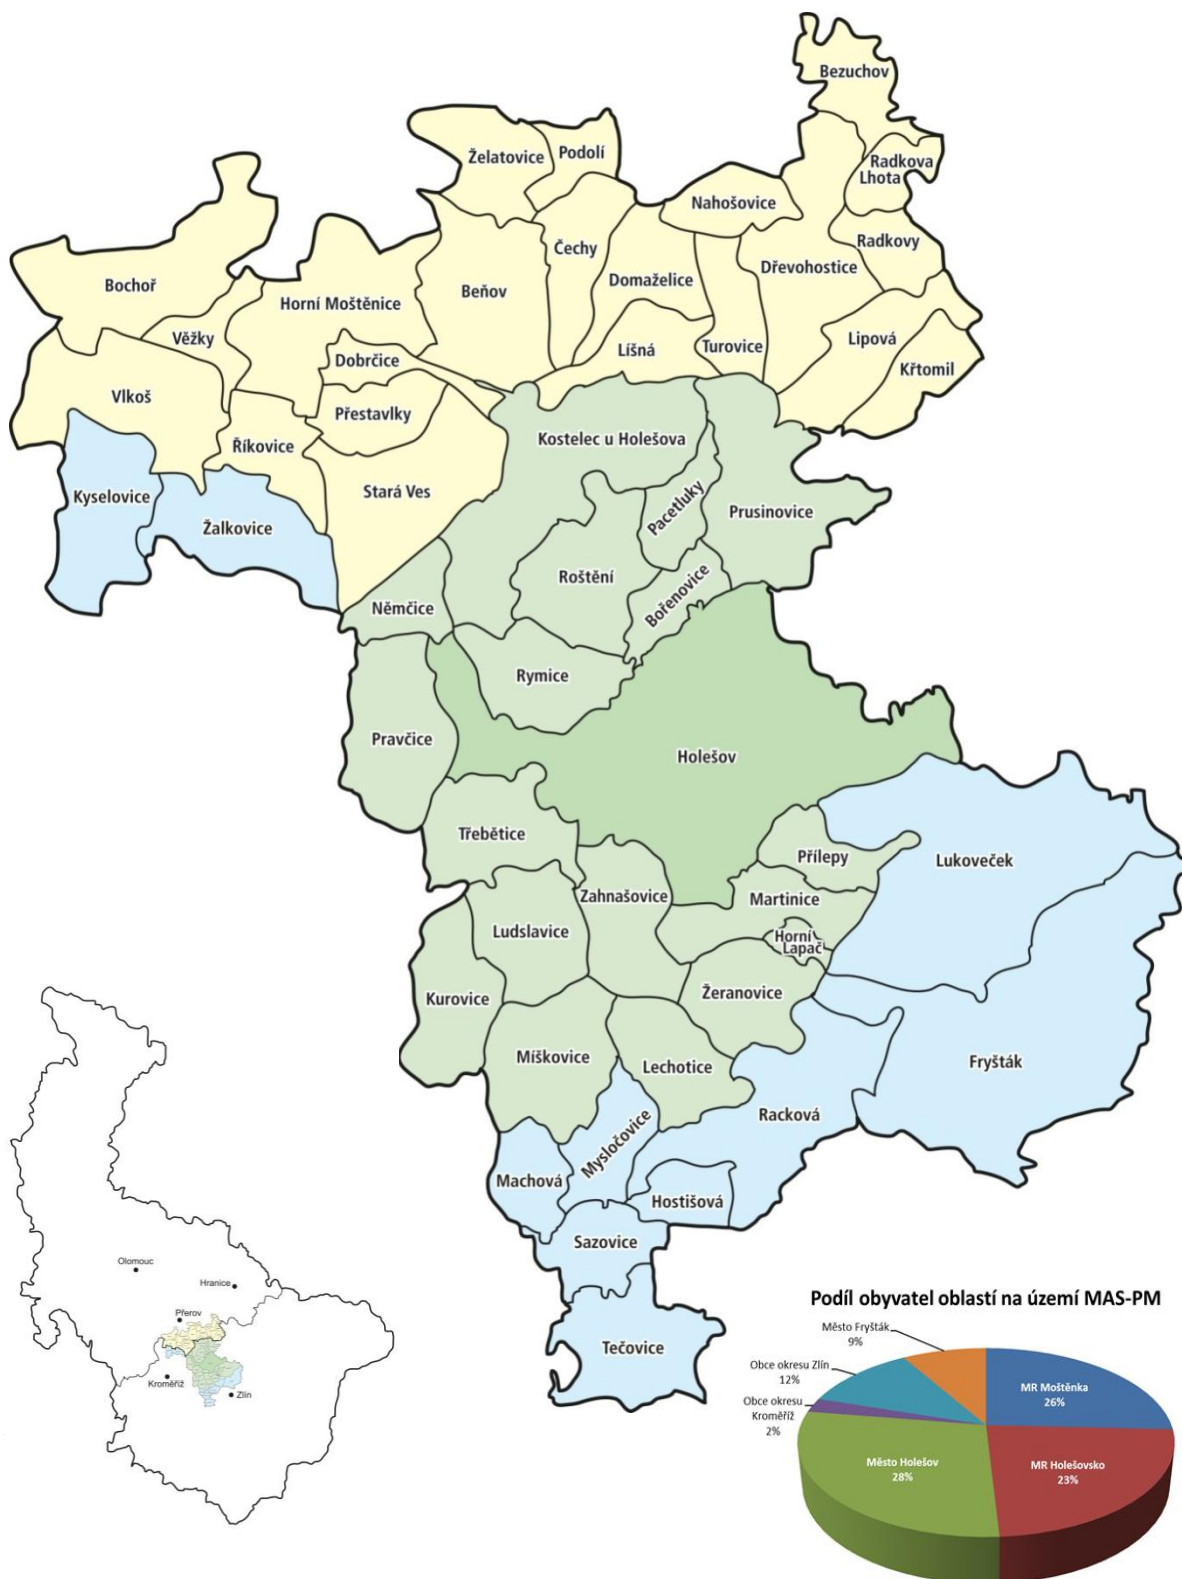 Bezuchov
Želatovice
Podolí
Radkova
Lhota
Nahošovice
Radkovy
Čechy
Dřevohostice
Bochoř
Horní Moštěnice
Beňov
Domaželice
Věžky
Dobrčice
Líšná
Turovice
Lipová
Křtomil
Vlkoš
Přestavlky
Říkovice
Kostelec u Holešova
Stará Ves
Kyselovice
Žalkovice
Pacetluky
Prusinovice
Roštění
Bořenovice
Němčice
Rymice
Pravčice
Holešov
Třebětice
Přílepy
Lukoveček
Zahnašovice
Martinice
Ludslavice
Horní
Lapač
Kurovice
Žeranovice
Míškovice
Lechotice
Fryšták
Racková
Mysločovice
Machová
Hostišová
Sazovice
Tečovice
Olomouc
Hranice
Přerov
Kroměříž
Zlín
Podíl obyvatel oblastí na území MAS-PM
Město Fryšták
9%
Obce okresu Zlín
12%
Obce okresu
Kroměříž
2%
MR Moštěnka
26%
Město Holešov
28%
MR Holešovsko
23%